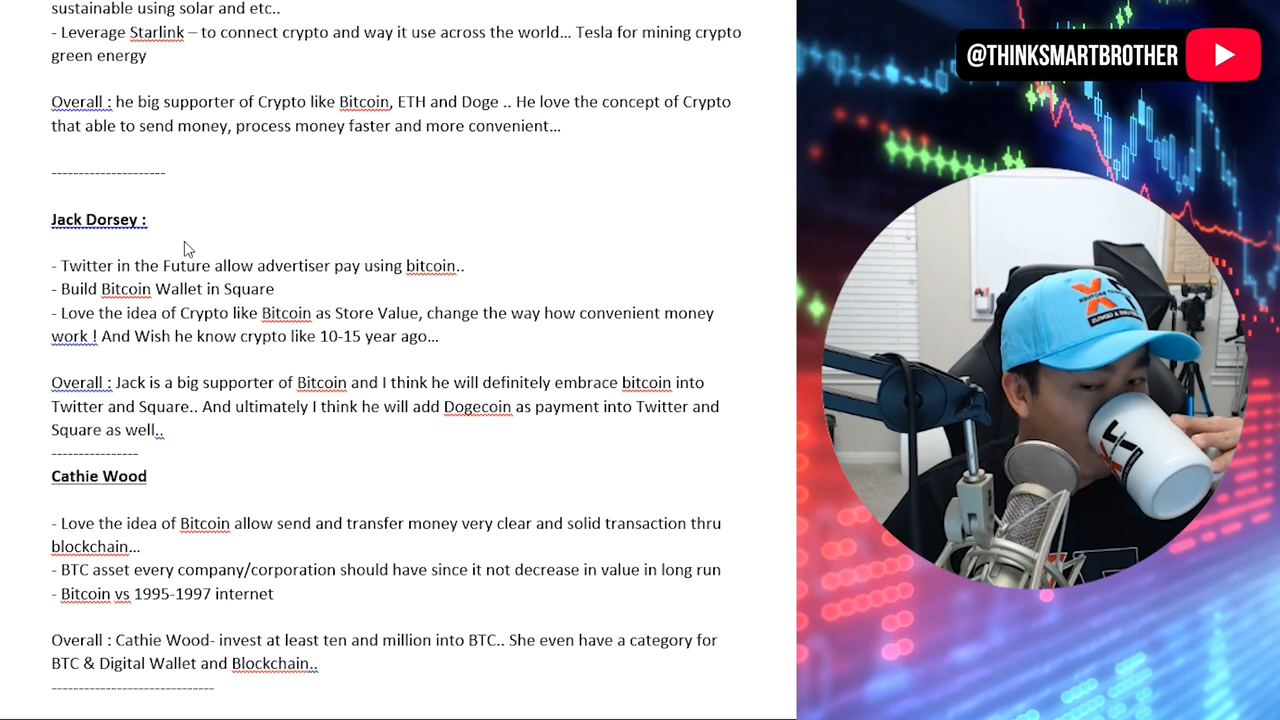 sustainable using solar and etc..
- Leverage Starlink – to connect crypto and way it use across the world… Tesla for mining crypto
green energy
Overall : he big supporter of Crypto like Bitcoin, ETH and Doge .. He love the concept of Crypto
that able to send money, process money faster and more convenient…
---------------------
Jack Dorsey :
- Twitter in the Future allow advertiser pay using bitcoin..
- Build Bitcoin Wallet in Square
- Love the idea of Crypto like Bitcoin as Store Value, change the way how convenient money
work ! And Wish he know crypto like 10-15 year ago…
Overall : Jack is a big supporter of Bitcoin and I think he will definitely embrace bitcoin into
Twitter and Square.. And ultimately I think he will add Dogecoin as payment into Twitter and
Square as well..
----------------
Cathie Wood
- Love the idea of Bitcoin allow send and transfer money very clear and solid transaction thru
blockchain…
- BTC asset every company/corporation should have since it not decrease in value in long run
- Bitcoin vs 1995-1997 internet
Overall : Cathie Wood- invest at least ten and million into BTC.. She even have a category for
BTC & Digital Wallet and Blockchain..
------------------------------
@THINKSMARTBROTHER